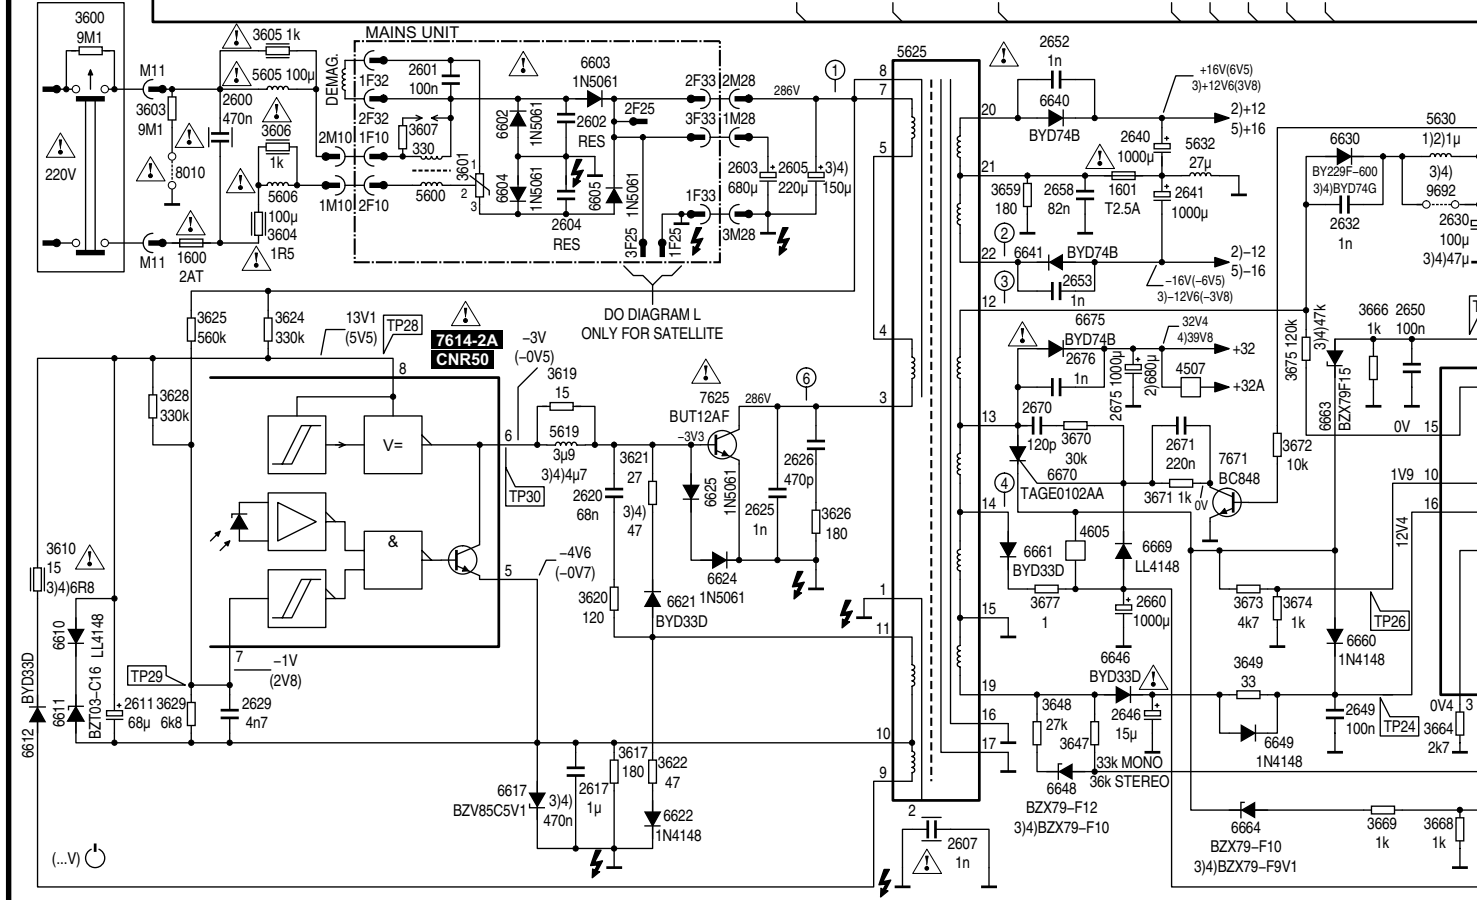 3600
9M1
220V
M11
3603
9M1
8010
M11
1600
2AT
2600
470n
3605 1k
5605 100µ
3606
1k
5606
100µ
3604
1R5
2M10
1F10
1M10
2F10
DEMAG.
MAINS UNIT
1F32
2F32
2601
100n
3607
330
5600
3601
1
2
3
6602
1N5061
6604
1N5061
6603
1N5061
2602
RES
2604
RES
6605
1N5061
2F25
3F25
1F25
2F33
2M28
3F33
1M28
1F33
3M28
286V
1
2603
680µ
2605
220µ
3)4)
150µ
DO DIAGRAM L
ONLY FOR SATELLITE
3625
560k
3624
330k
13V1
(5V5)
TP28
7614-2A
CNR50
3628
330k
8
V=
&
6
5
7
−3V
(−0V5)
3619
15
5619
3µ9
3)4)4µ7
TP30
−4V6
(−0V7)
−1V
(2V8)
TP29
3610
15
3)4)6R8
6610
LL4148
6611
BZT03−C16
BYD33D
6612
2611
68µ
3629
6k8
2629
4n7
(...V)
2620
68n
3621
27
3)4)
47
3620
120
6621
BYD33D
7625
BUT12AF
−3V3
286V
6
6625
1N5061
2625
1n
6624
1N5061
2626
470p
3626
180
6617
BZV85C5V1
3)4)
470n
2617
1µ
3617
180
3622
47
6622
1N4148
5625
8
7
5
4
3
1
11
10
9
2
2607
1n
20
21
22
12
13
14
15
19
16
17
2652
1n
6640
BYD74B
+16V(6V5)
3)+12V6(3V8)
2)+12
5)+16
2640
1000µ
5632
27µ
3659
180
2658
82n
1601
T2.5A
2641
1000µ
2
6641
BYD74B
2)−12
5)−16
3
2653
1n
−16V(−6V5)
3)−12V6(−3V8)
6675
BYD74B
2676
1n
2675 1000µ
2)680µ
32V4
4)39V8
+32
4507
+32A
2670
120p
3670
30k
2671
220n
7671
BC848
6670
TAGE0102AA
3671 1k
0V
3672
10k
4
6661
BYD33D
4605
6669
LL4148
3677
1
2660
1000µ
3673
4k7
3674
1k
TP26
6660
1N4148
6646
BYD33D
3648
27k
3647
2646
15µ
33k MONO
36k STEREO
6648
BZX79−F12
3)4)BZX79−F10
3649
33
6649
1N4148
2649
100n
TP24
0V4
3
3664
2k7
6664
BZX79−F10
3)4)BZX79−F9V1
3669
1k
3668
1k
6630
BY229F-600
3)4)BYD74G
2632
1n
5630
1)2)1µ
3)4)
9692
2630
100µ
3)4)47µ
3675 120k
3)4)47k
6663
BZX79F15
3666
1k
2650
100n
0V
15
1V9
10
16
12V4